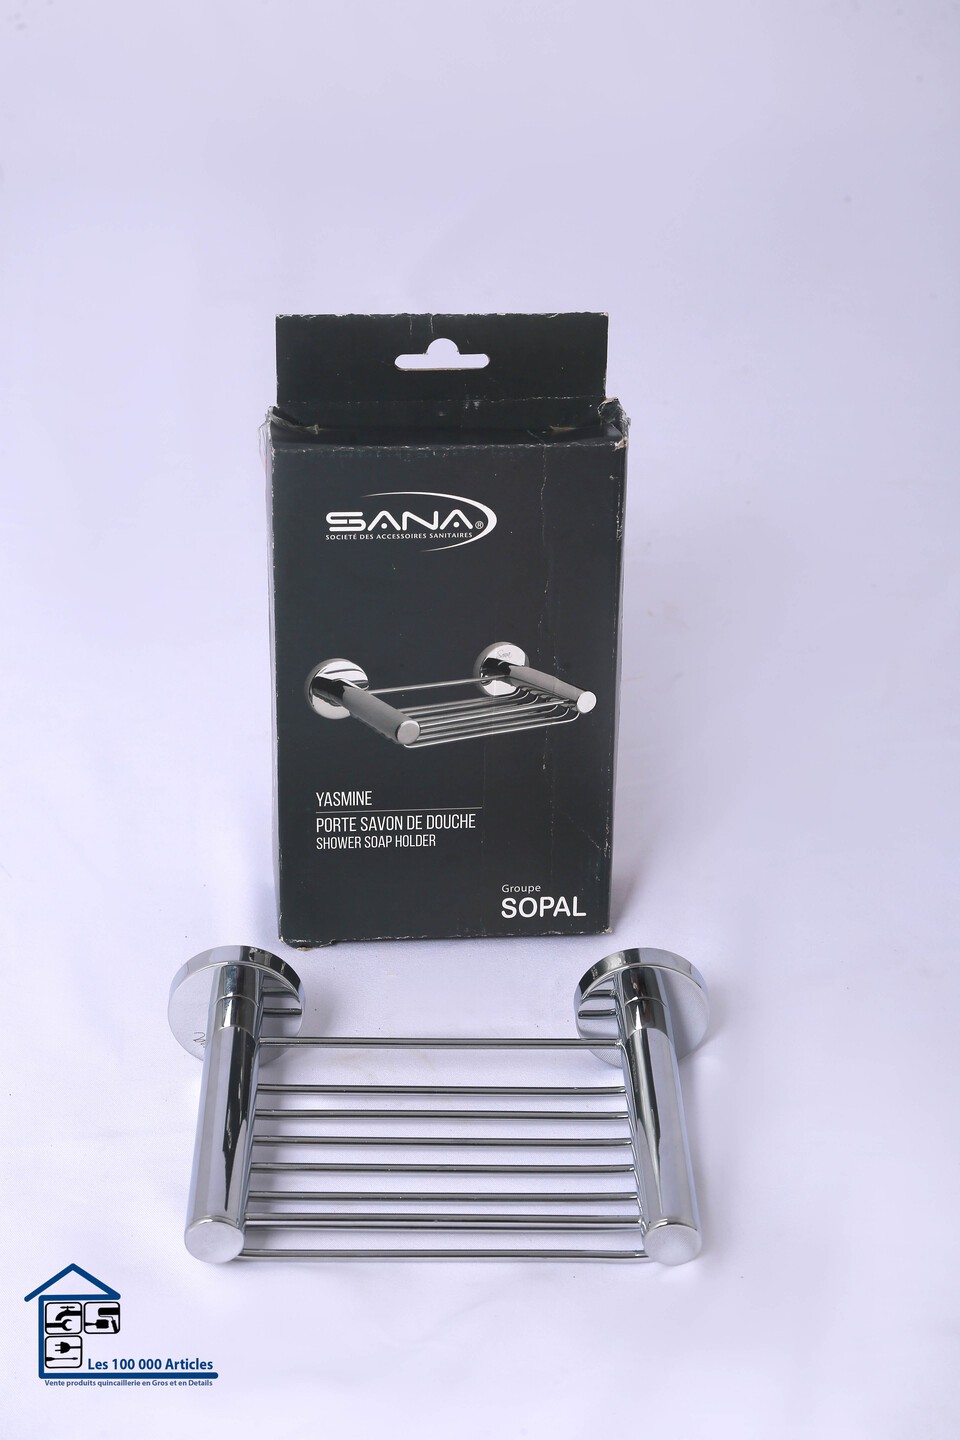 SANA®
SOCIETÉ DES ACCESSOIRES SANITAIRES
YASMINE
PORTE SAVON DE DOUCHE
SHOWER SOAP HOLDER
Groupe
SOPAL
Les 100 000 Articles
Vente produits quincaillerie en Gros et en Details